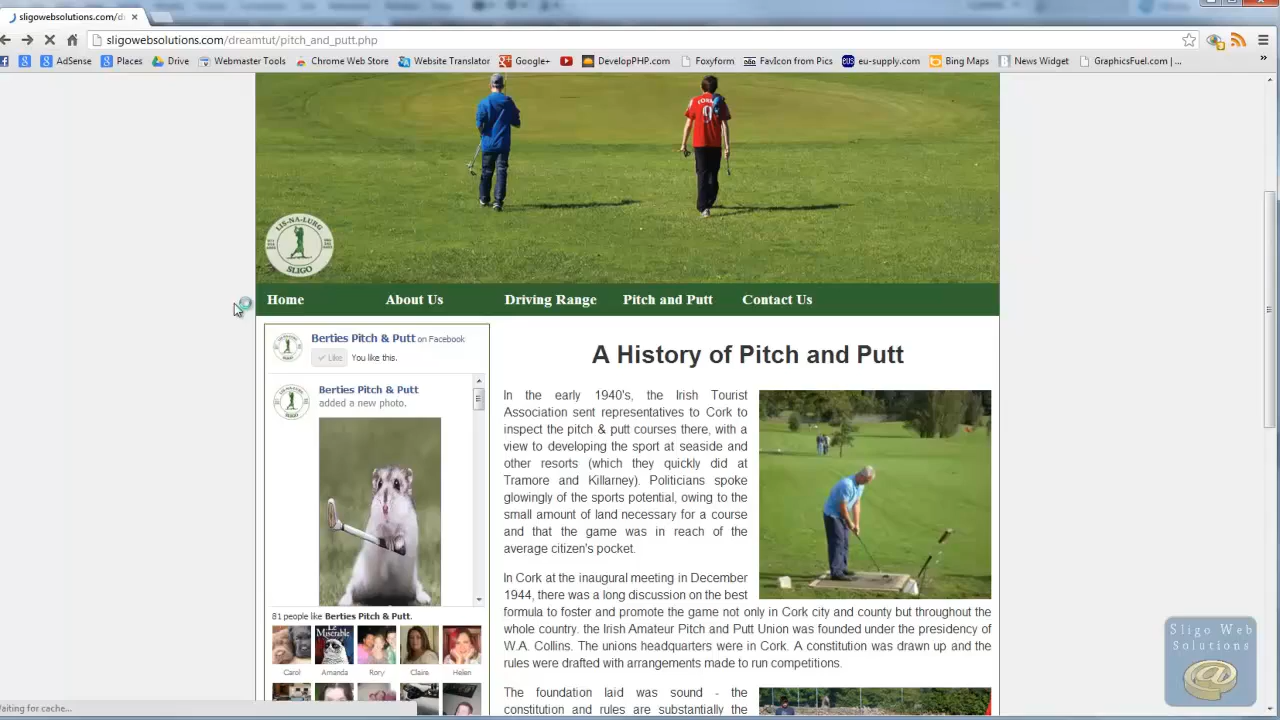 sligowebsolutions.com/d
sligowebsolutions.com/dreamtut/pitch_and_putt.php
AdSense Places Drive Webmaster Tools Chrome Web Store Website Translator Google+ DevelopPHP.com Foxyform FavIcon from Pics eu-supply.com Bing Maps News Widget GraphicsFuel.com | ...
9
LIS-NA-LURG
SLIGO
Home About Us Driving Range Pitch and Putt Contact Us
Berties Pitch & Putt on Facebook
Like You like this.
Berties Pitch & Putt
added a new photo.
81 people like Berties Pitch & Putt.
Carol Amanda Rory Claire Helen
A History of Pitch and Putt
In the early 1940's, the Irish Tourist
Association sent representatives to Cork to
inspect the pitch & putt courses there, with a
view to developing the sport at seaside and
other resorts (which they quickly did at
Tramore and Killarney). Politicians spoke
glowingly of the sports potential, owing to the
small amount of land necessary for a course
and that the game was in reach of the
average citizen's pocket.
In Cork at the inaugural meeting in December
1944, there was a long discussion on the best
formula to foster and promote the game not only in Cork city and county but throughout the
whole country. the Irish Amateur Pitch and Putt Union was founded under the presidency of
W.A. Collins. The unions headquarters were in Cork. A constitution was drawn up and the
rules were drafted with arrangements made to run competitions.
The foundation laid was sound - the
constitution and rules are substantially the
Sligo Web
Solutions
@
Waiting for cache...